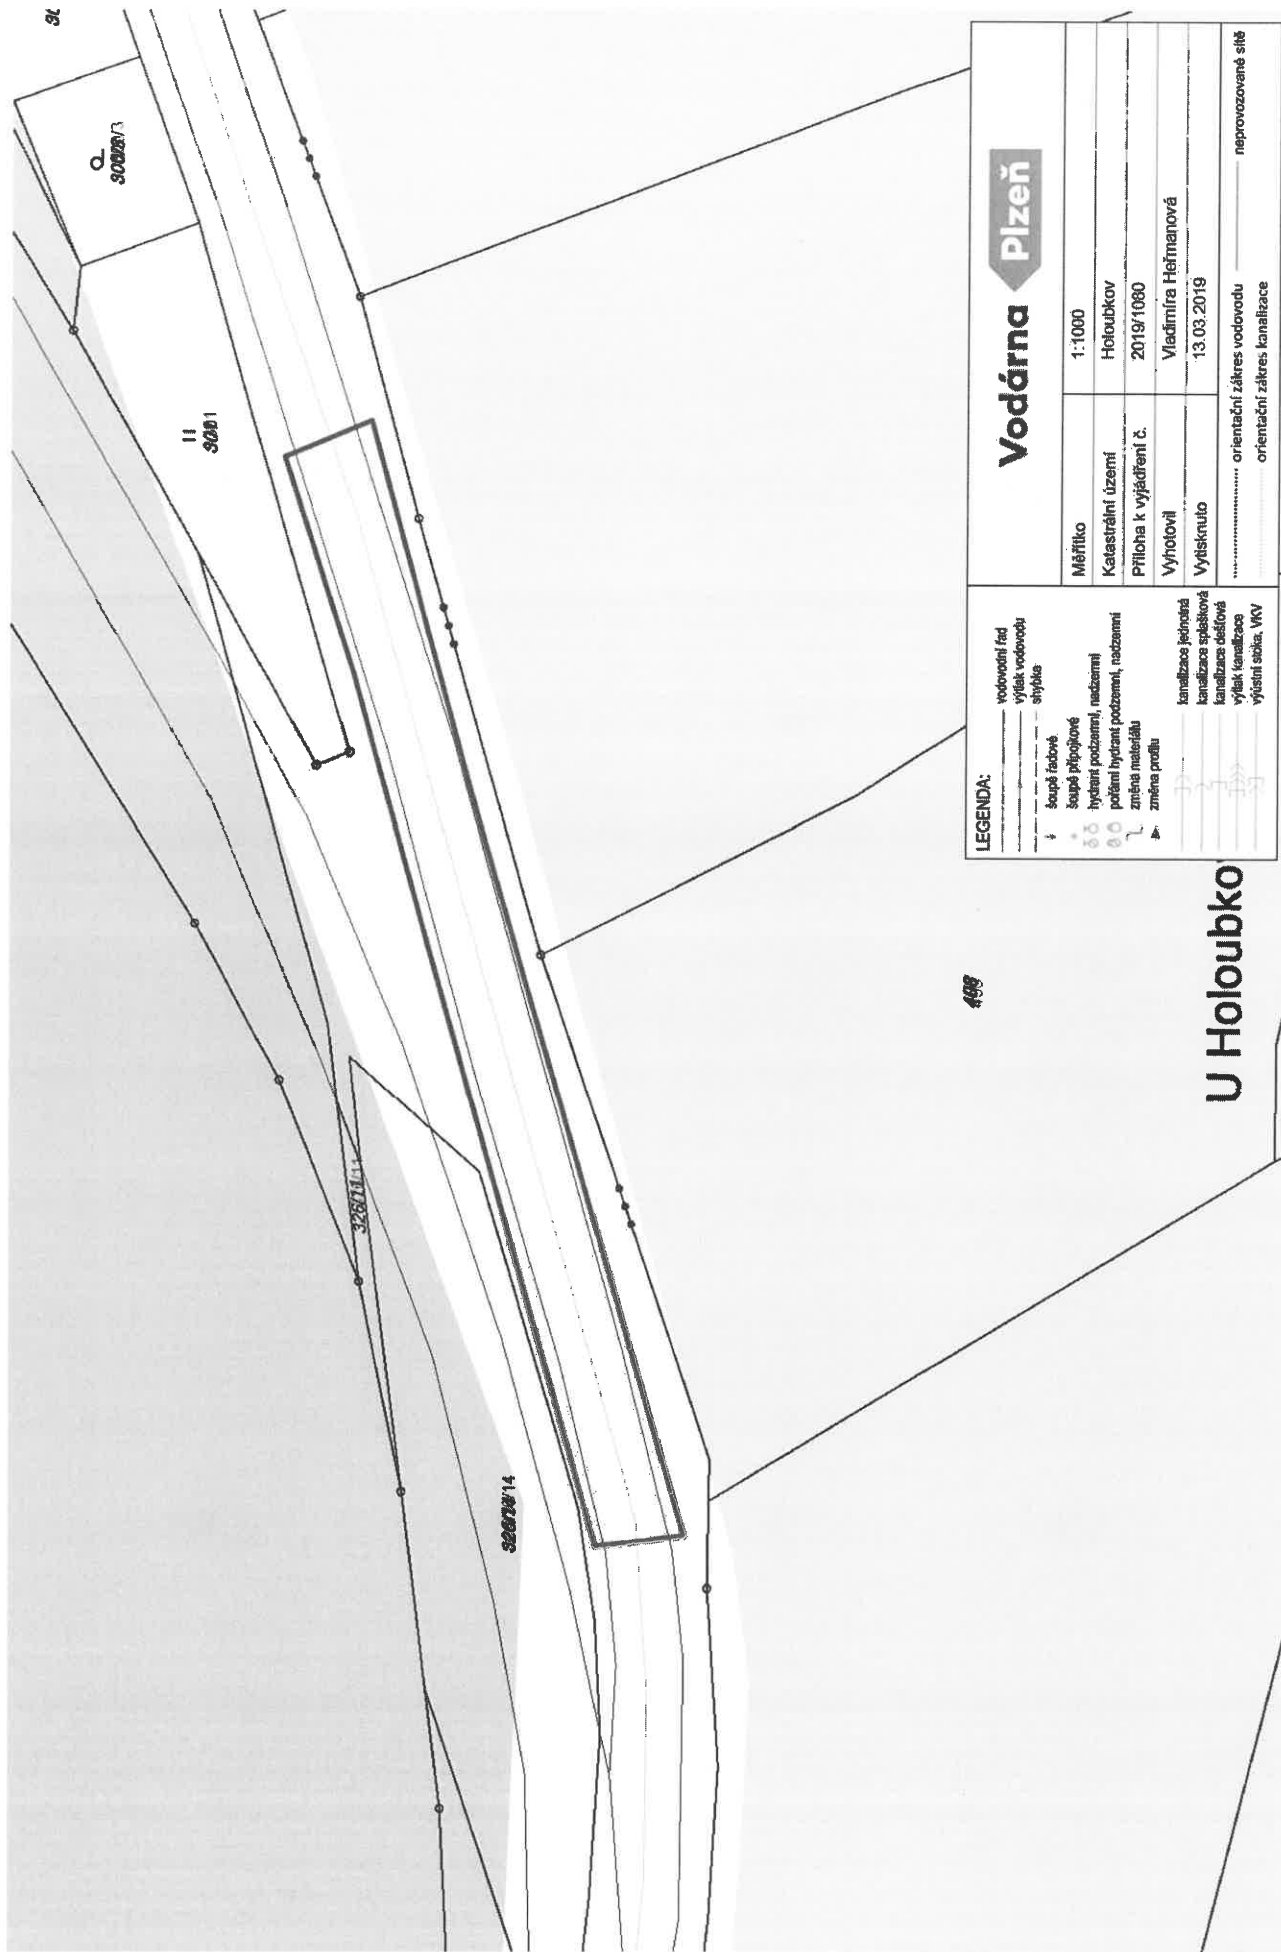 326/11/11
Vodárna Plzeň
Měřítko 1:1000
Katastrální území Holoubkov
Příloha k vyjádření č. 2019/1080
Vyhotovil Vladimíra Heřmanová
Vytisknuto 13.03.2019
orientační zákres vodovodu neprovozované sítě
orientační zákres kanalizace
LEGENDA:
vodovodní řad
výtlak vodovodu
shybka
šoupě řadové
šoupě přípojkové
hydrant podzemní, nadzemní
požární hydrant podzemní, nadzemní
změna materiálu
změna profilu
kanalizace jednotná
kanalizace splašková
kanalizace dešťová
výtlak kanalizace
výústní stoka, VKV
U Holoubko